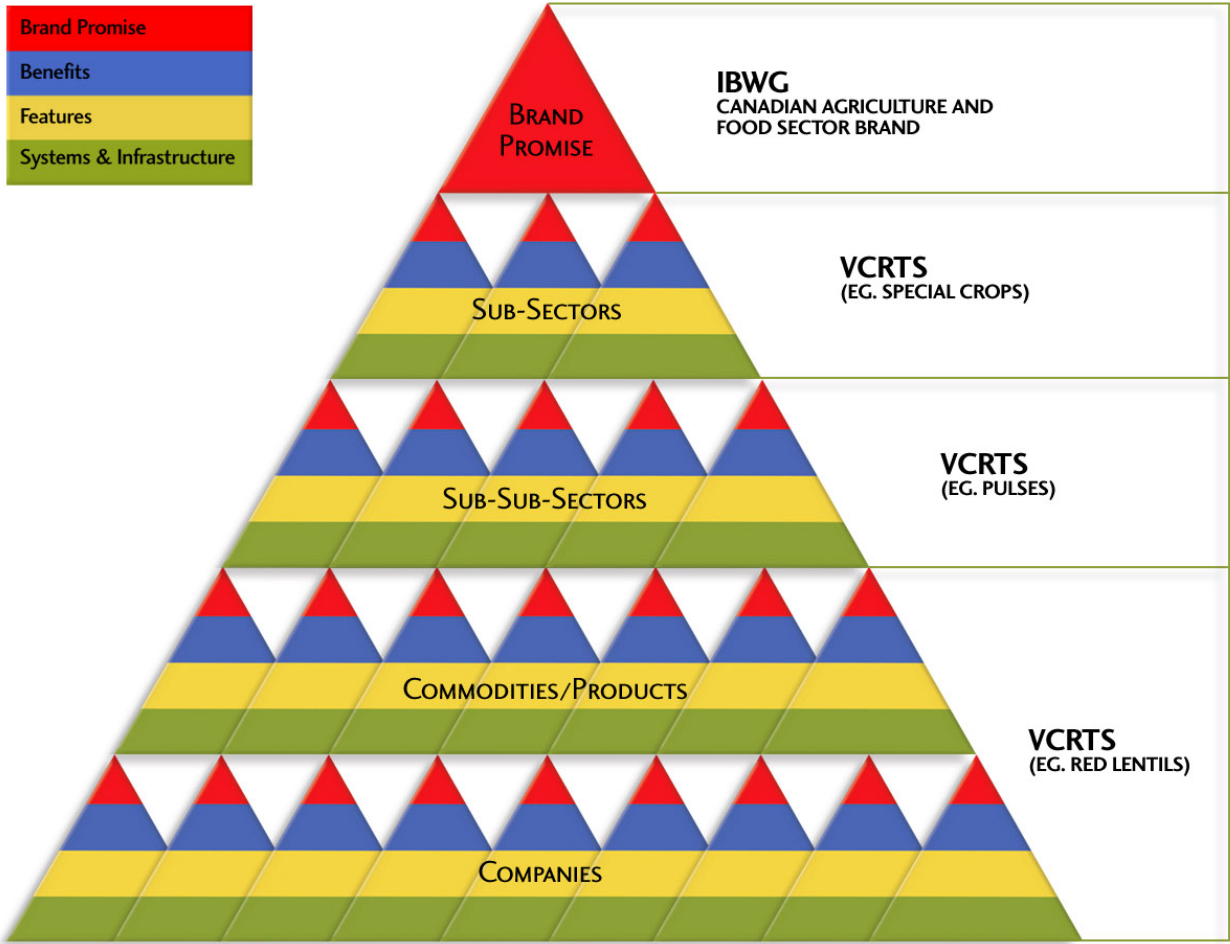 Brand Promise
Benefits
Features
Systems & Infrastructure
BRAND
PROMISE
IBWG
CANADIAN AGRICULTURE AND
FOOD SECTOR BRAND
SUB-SECTORS
VCRTS
(EG. SPECIAL CROPS)
SUB-SUB-SECTORS
VCRTS
(EG. PULSES)
COMMODITIES/PRODUCTS
VCRTS
(EG. RED LENTILS)
COMPANIES